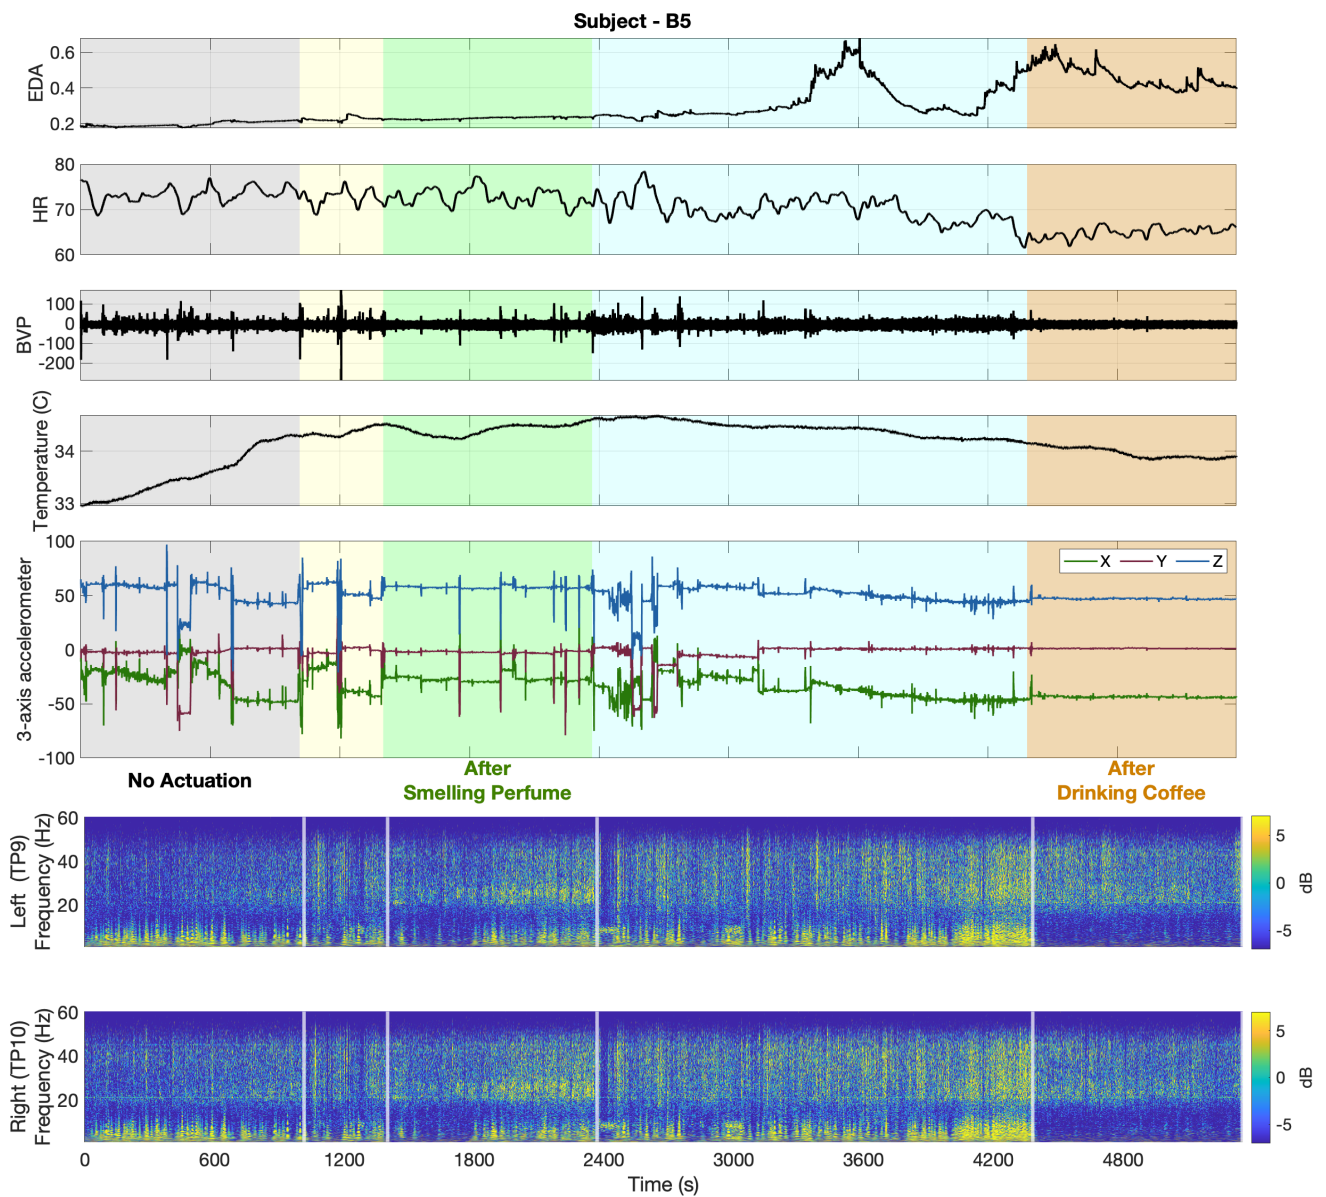 Subject - B5
EDA
0.6
0.4
0.2
HR
80
70
60
BVP
100
0
-100
-200
Temperature (C)
34
33
3-axis accelerometer
100
50
0
-50
-100
X Y Z
No Actuation
After
Smelling Perfume
After
Drinking Coffee
Left (TP9)
Frequency (Hz)
60
40
20
5
0
-5
dB
Right (TP10)
Frequency (Hz)
60
40
20
5
0
-5
dB
0 600 1200 1800 2400 3000 3600 4200 4800
Time (s)